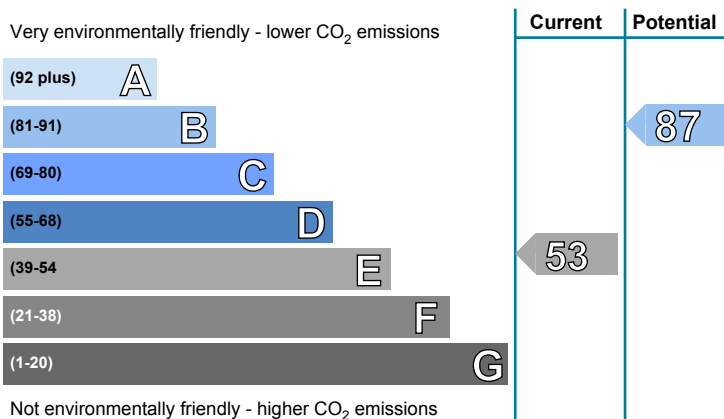 Current Potential
Very environmentally friendly - lower CO2 emissions
(92 plus) A
(81-91) B 87
(69-80) C
(55-68) D
(39-54 E 53
(21-38) F
(1-20) G
Not environmentally friendly - higher CO2 emissions